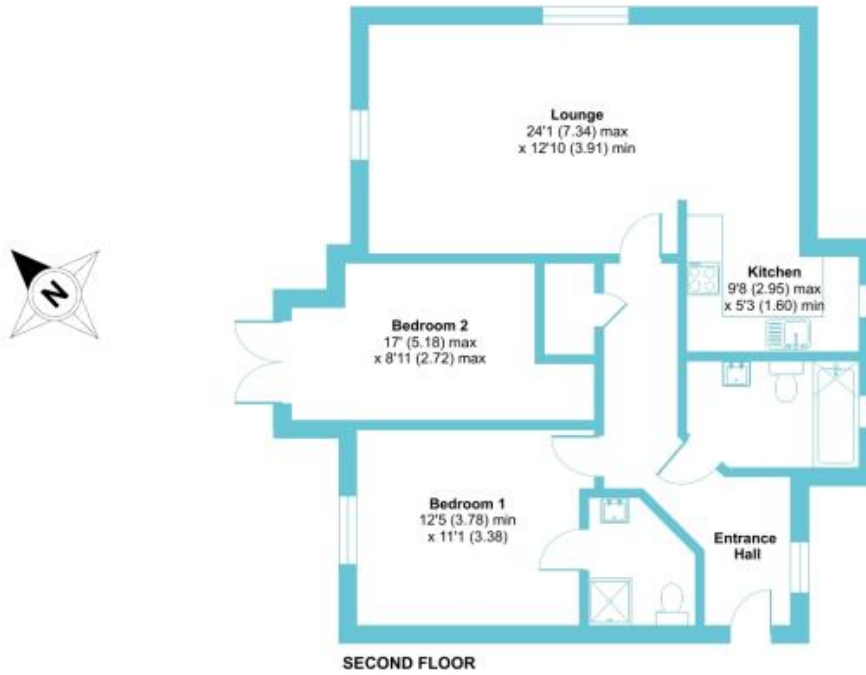 Lounge
24'1 (7.34) max
x 12'10 (3.91) min
N
Kitchen
9'8 (2.95) max
x 5'3 (1.60) min
Bedroom 2
17' (5.18) max
x 8'11 (2.72) max
Bedroom 1
12'5 (3.78) min
x 11'1 (3.38)
Entrance
Hall
SECOND FLOOR